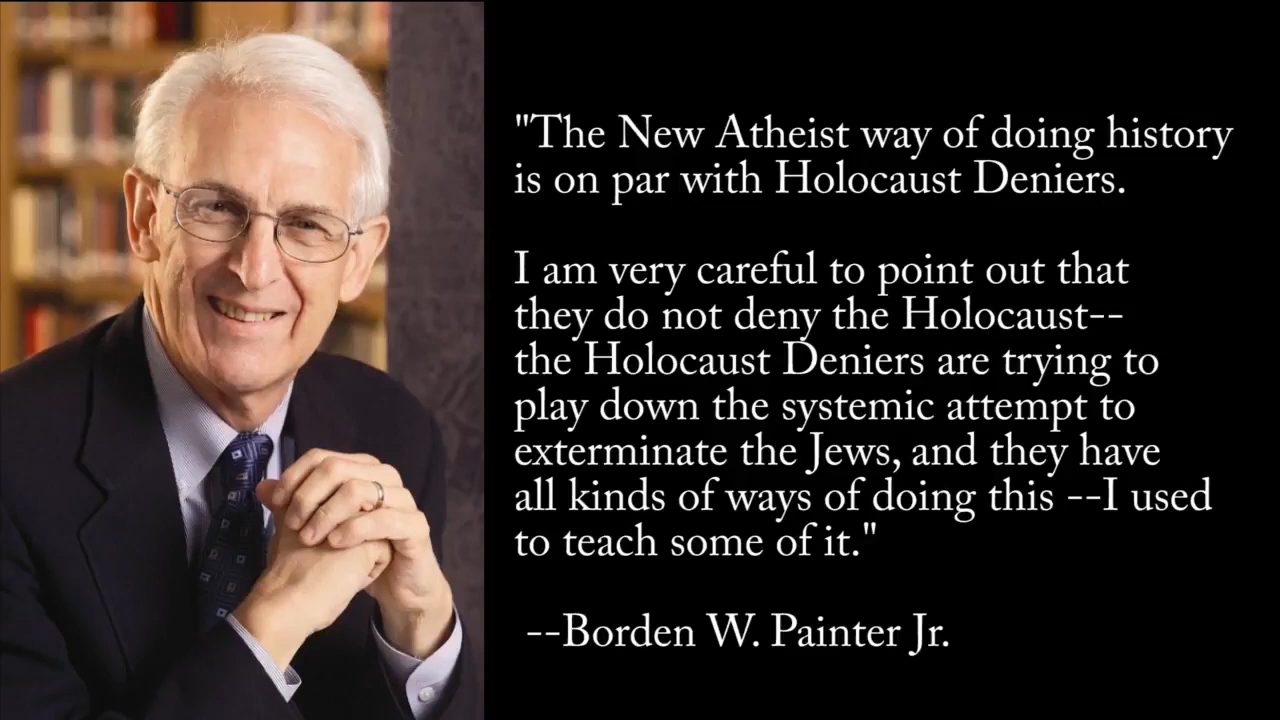 "The New Atheist way of doing history
is on par with Holocaust Deniers.
I am very careful to point out that
they do not deny the Holocaust--
the Holocaust Deniers are trying to
play down the systemic attempt to
exterminate the Jews, and they have
all kinds of ways of doing this --I used
to teach some of it."
--Borden W. Painter Jr.